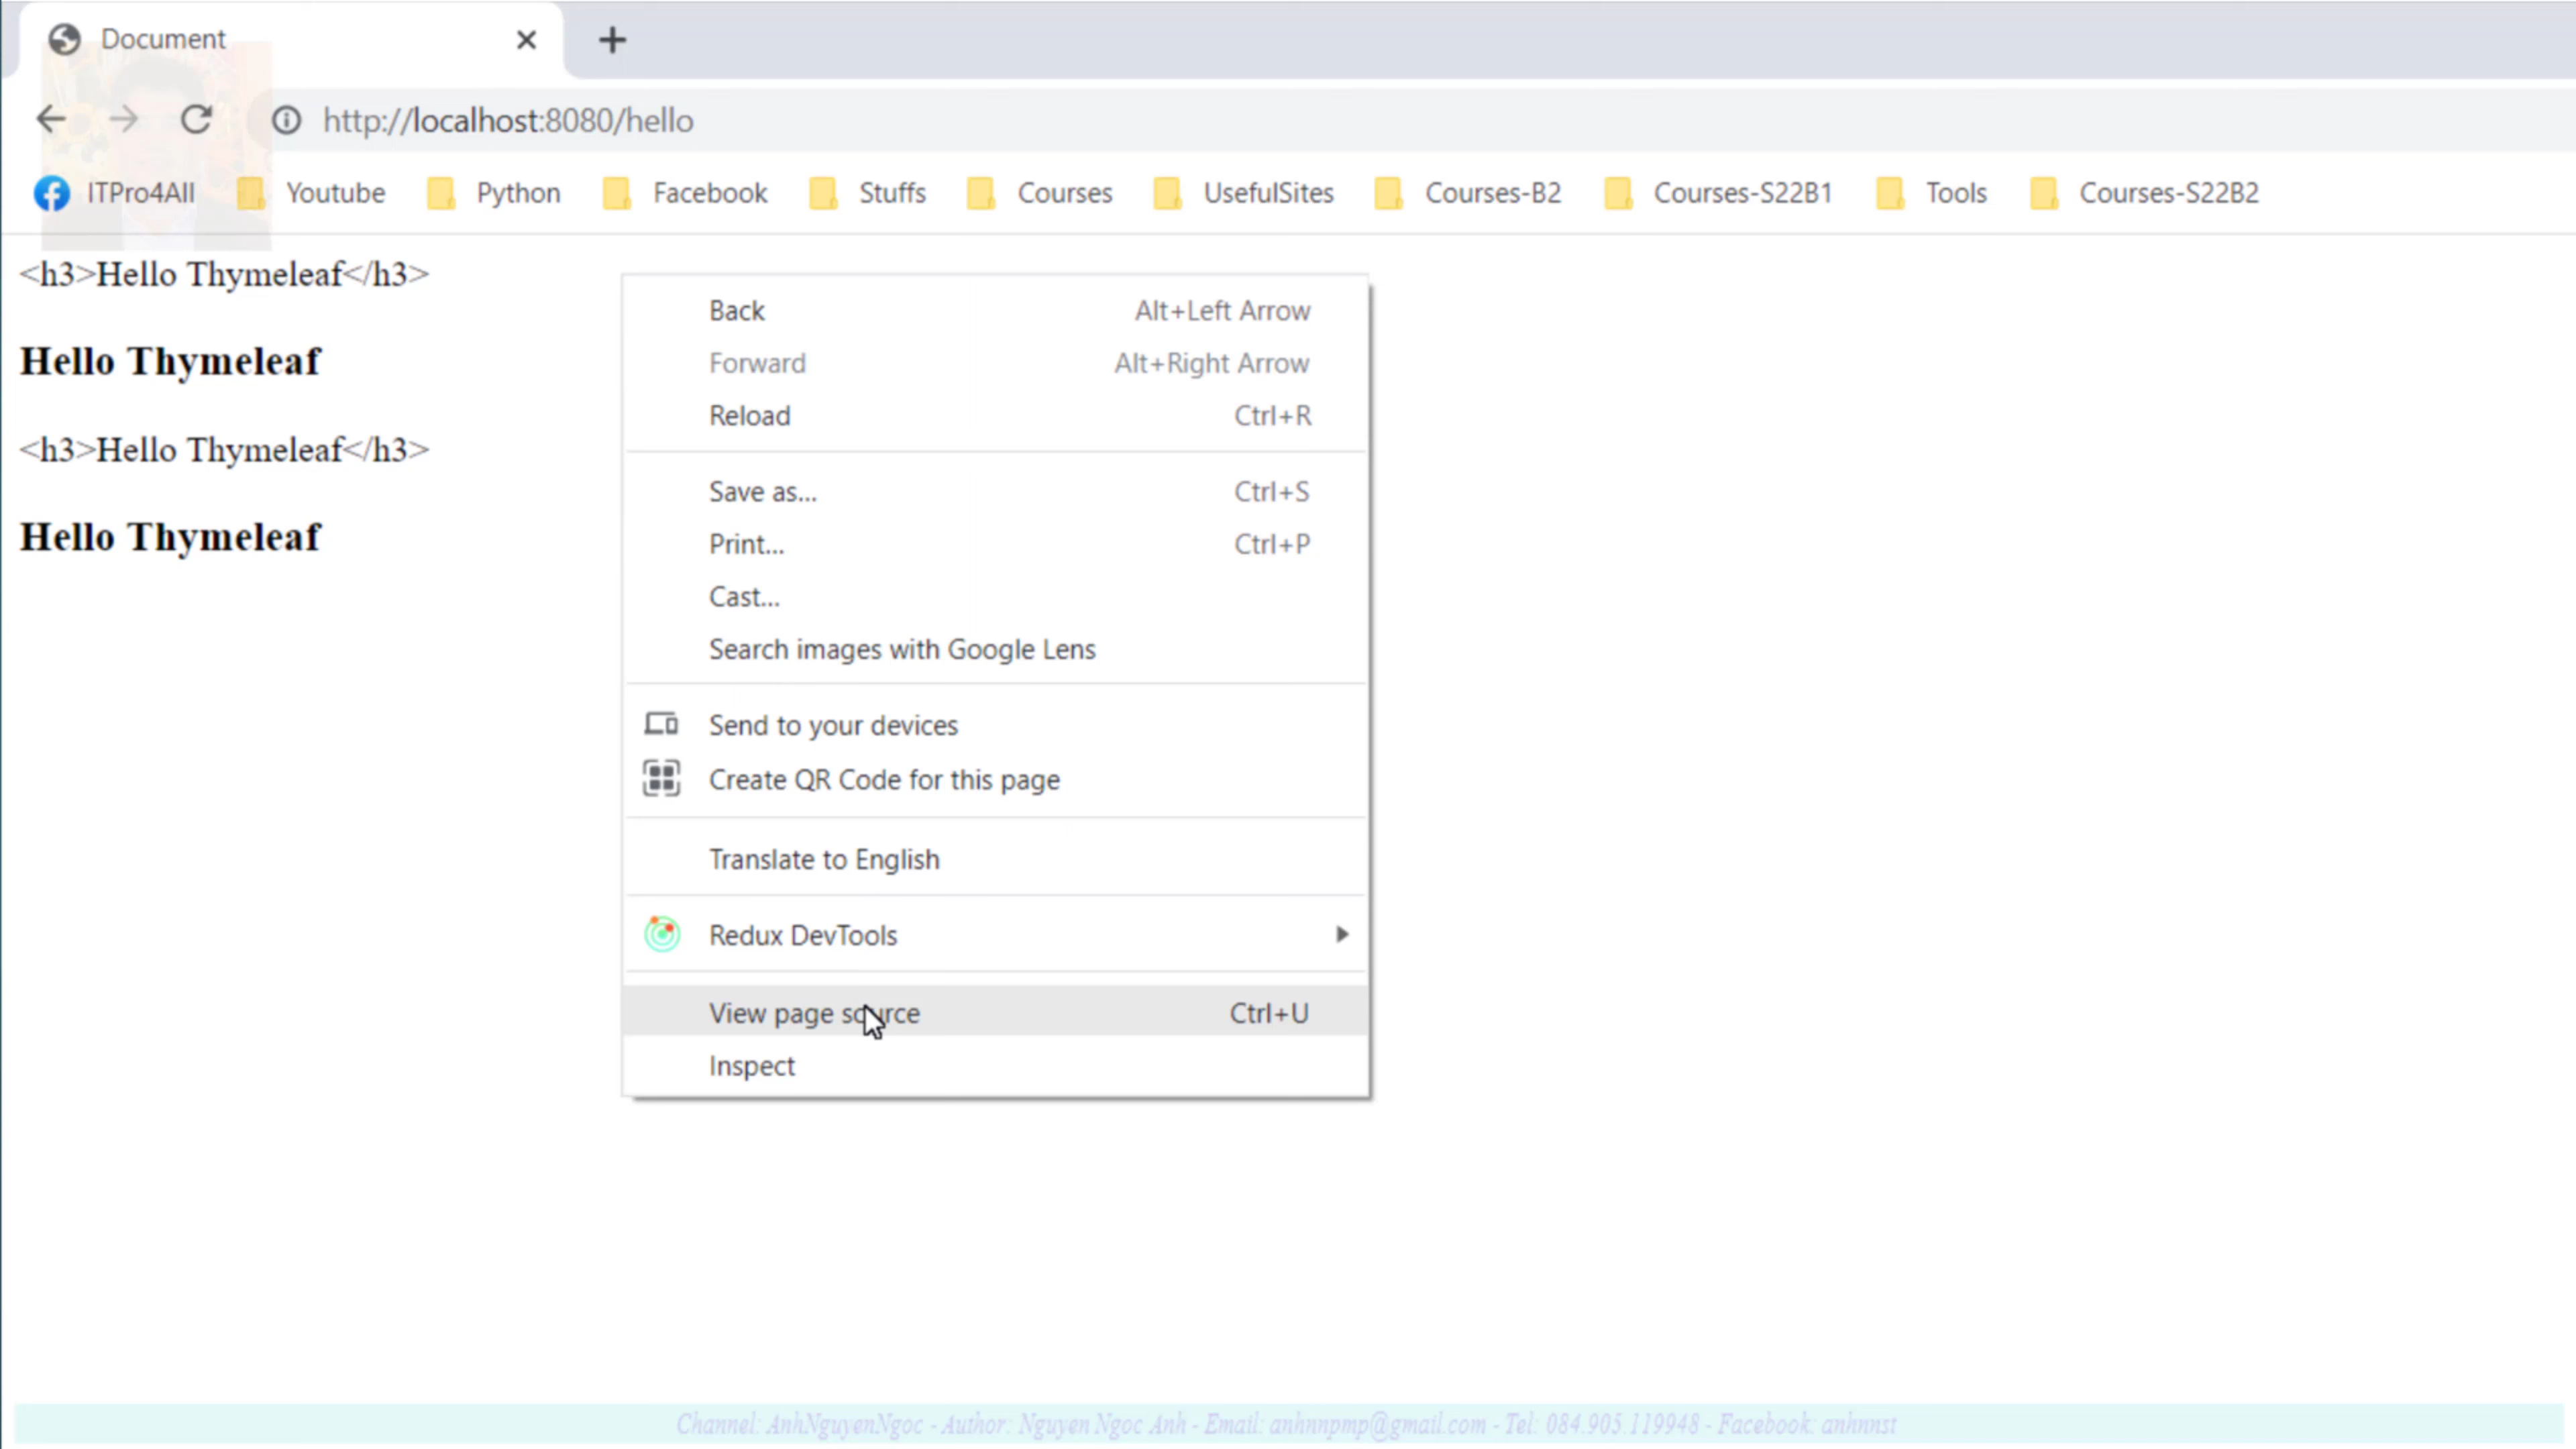 Document
http://localhost:8080/hello
ITPro4All Youtube Python Facebook Stuffs Courses UsefulSites Courses-B2 Courses-S22B1 Tools Courses-S22B2
<h3>Hello Thymeleaf</h3>
Hello Thymeleaf
<h3>Hello Thymeleaf</h3>
Hello Thymeleaf
Back Alt+Left Arrow
Forward Alt+Right Arrow
Reload Ctrl+R
Save as... Ctrl+S
Print... Ctrl+P
Cast...
Search images with Google Lens
Send to your devices
Create QR Code for this page
Translate to English
Redux DevTools
View page source Ctrl+U
Inspect
Channel: AnhNguyenNgoc - Author: Nguyen Ngoc Anh - Email: anhnnpmp@gmail.com - Tel: 084.905.119948 - Facebook: anhnnst